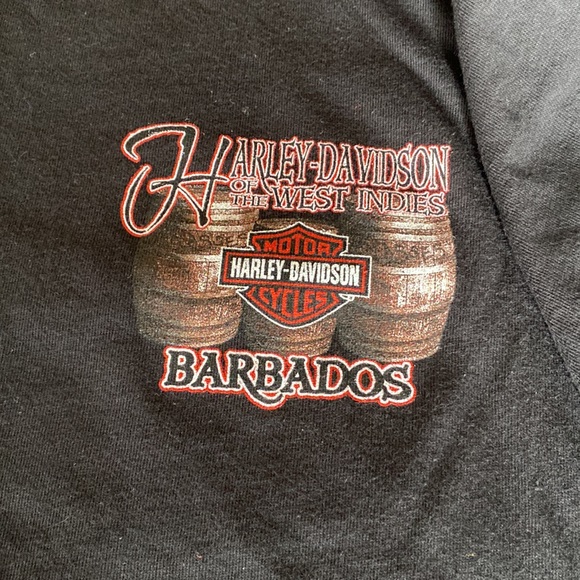 HARLEY-DAVIDSON
OF THE WEST INDIES
MOTOR
HARLEY-DAVIDSON
CYCLES
BARBADOS